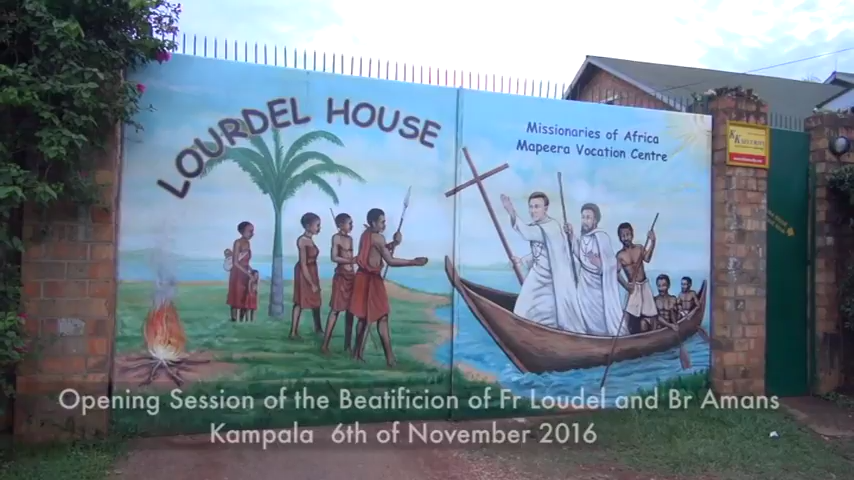 LOURDEL HOUSE
Missionaries of Africa
Mapeera Vocation Centre
Opening Session of the Beatificion of Fr Loudel and Br Amans
Kampala 6th of November 2016